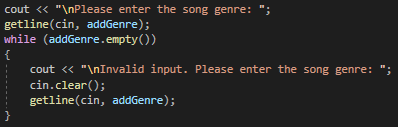 cout << "\nPlease enter the song genre: ";
getline(cin, addGenre);
while (addGenre.empty())
{
    cout << "\nInvalid input. Please enter the song genre: ";
    cin.clear();
    getline(cin, addGenre);
}